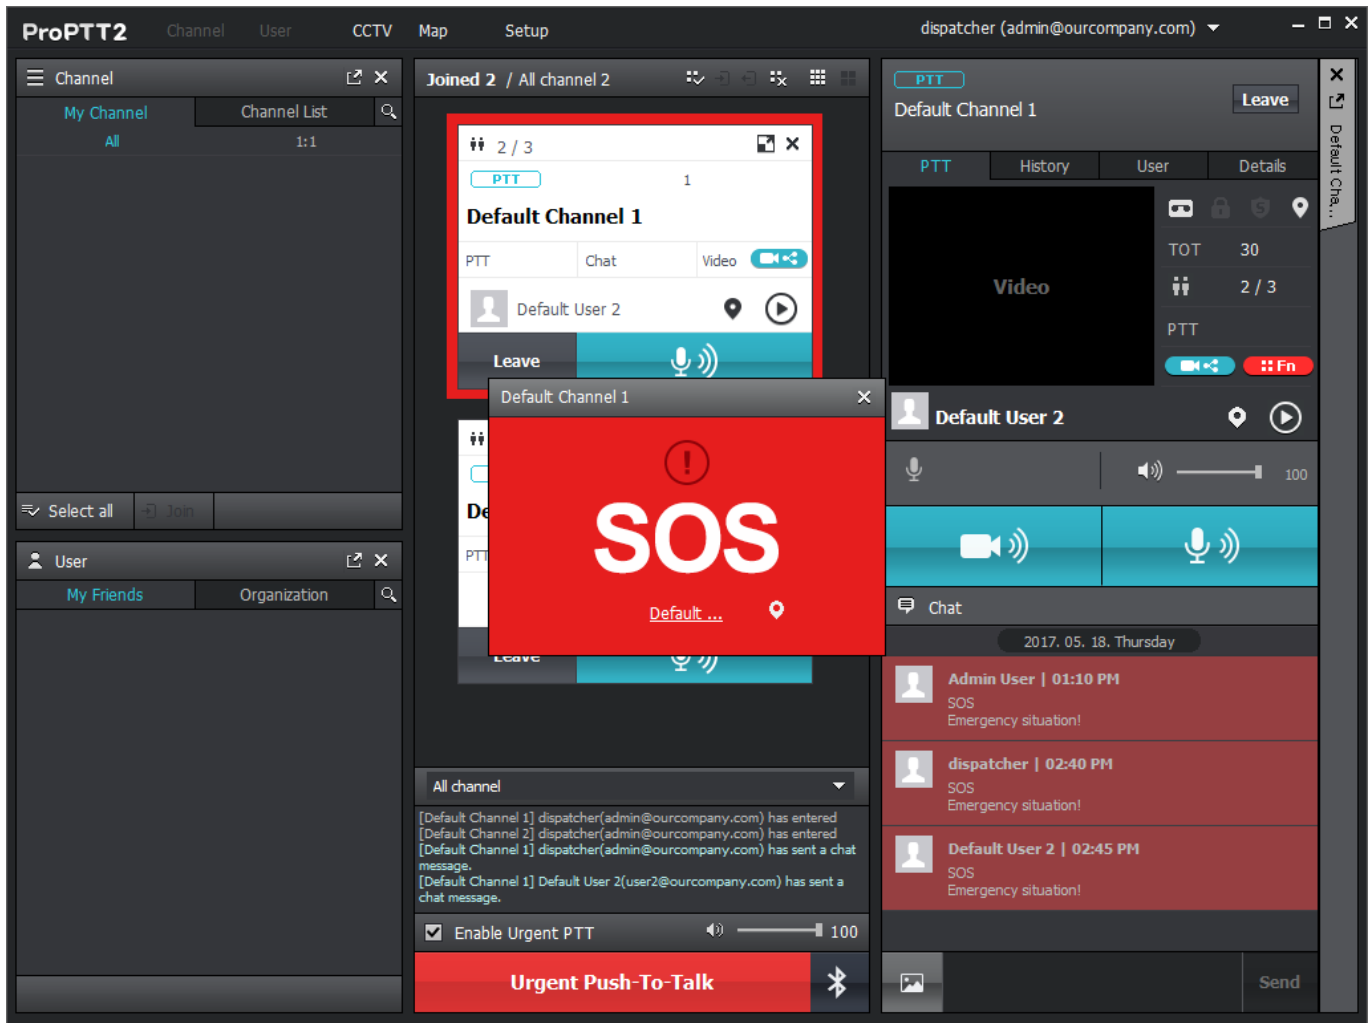 ProPTT2 Channel User CCTV Map Setup dispatcher (admin@ourcompany.com)
Channel
My Channel Channel List
All 1:1
Select all Join
User
My Friends Organization
Joined 2 / All channel 2
2 / 3
PTT 1
Default Channel 1
PTT Chat Video
Default User 2
Leave
Default Channel 1
SOS
Default ...
De
PTT
Leave
All channel
[Default Channel 1] dispatcher(admin@ourcompany.com) has entered
[Default Channel 2] dispatcher(admin@ourcompany.com) has entered
[Default Channel 1] dispatcher(admin@ourcompany.com) has sent a chat
message.
[Default Channel 1] Default User 2(user2@ourcompany.com) has sent a
chat message.
Enable Urgent PTT 100
Urgent Push-To-Talk
PTT
Default Channel 1
Leave
Default Cha...
PTT History User Details
Video
TOT 30
2 / 3
PTT
Fn
Default User 2
100
Chat
2017. 05. 18. Thursday
Admin User | 01:10 PM
SOS
Emergency situation!
dispatcher | 02:40 PM
SOS
Emergency situation!
Default User 2 | 02:45 PM
SOS
Emergency situation!
Send